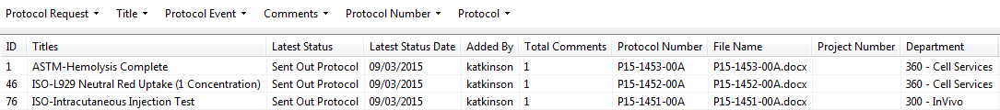 Protocol Request Title Protocol Event Comments Protocol Number Protocol
ID Titles Latest Status Latest Status Date Added By Total Comments Protocol Number File Name Project Number Department
1 ASTM-Hemolysis Complete Sent Out Protocol 09/03/2015 katkinson 1 P15-1453-00A P15-1453-00A.docx 360 - Cell Services
46 ISO-L929 Neutral Red Uptake (1 Concentration) Sent Out Protocol 09/03/2015 katkinson 1 P15-1452-00A P15-1452-00A.docx 360 - Cell Services
76 ISO-Intracutaneous Injection Test Sent Out Protocol 09/03/2015 katkinson 1 P15-1451-00A P15-1451-00A.docx 300 - InVivo